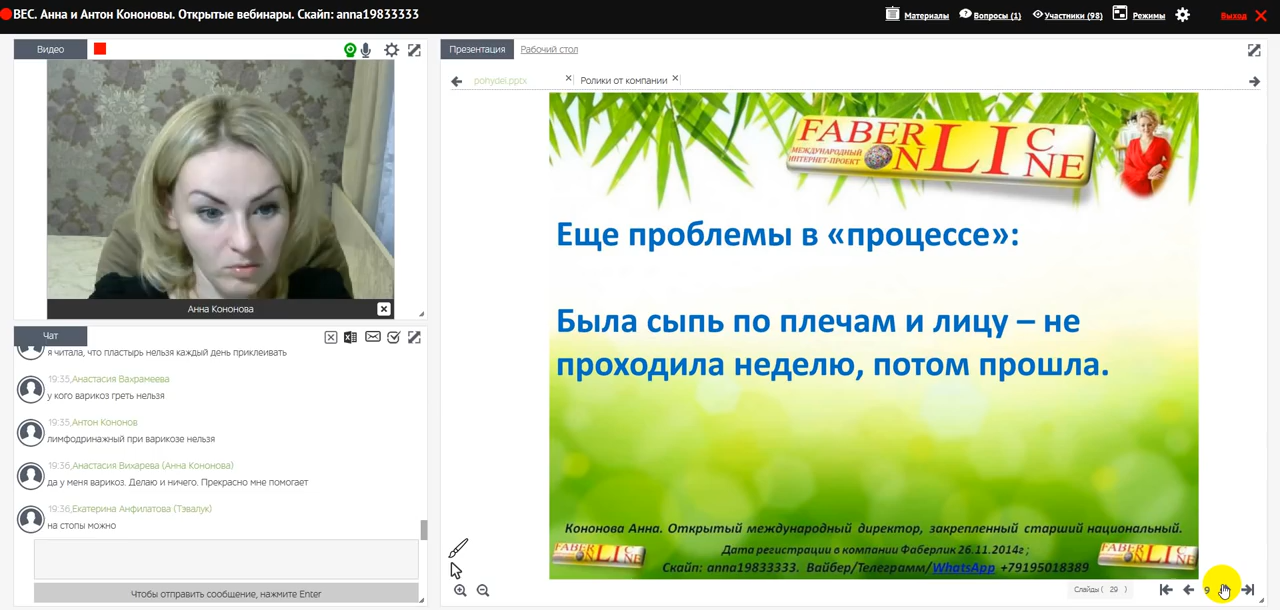 ВЕС. Анна и Антон Кононовы. Открытые вебинары. Скайп: anna19833333
Материалы Вопросы (1) Участники (98) Режимы Выход
Видео
Анна Кононова
Чат
я читала, что пластырь нельзя каждый день приклеивать
19:35,Анастасия Вахрамеева
у кого варикоз греть нельзя
19:35,Антон Кононов
лимфодринажный при варикозе нельзя
19:36,Анастасия Вихарева (Анна Кононова)
да у меня варикоз. Делаю и ничего. Прекрасно мне помогает
19:36,Екатерина Анфилатова (Тэвалук)
на стопы можно
Чтобы отправить сообщение, нажмите Enter
Презентация Рабочий стол
pohydei.pptx Ролики от компании
FABERLIC
ONLINE
МЕЖДУНАРОДНЫЙ
ИНТЕРНЕТ-ПРОЕКТ
Еще проблемы в «процессе»:
Была сыпь по плечам и лицу – не
проходила неделю, потом прошла.
Кононова Анна. Открытый международный директор, закрепленный старший национальный.
Дата регистрации в компании Фаберлик 26.11.2014г;
Скайп: anna19833333. Вайбер/Телеграмм/WhatsApp +79195018389
FABERLIC ONLINE
FABERLIC ONLINE
Слайды ( 29 )
9